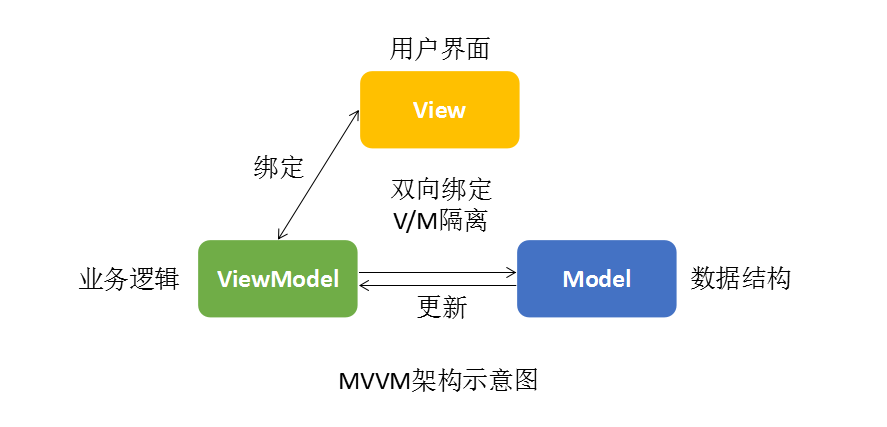 用户界面
View
绑定
双向绑定
V/M隔离
业务逻辑
ViewModel
Model
数据结构
更新
MVVM架构示意图